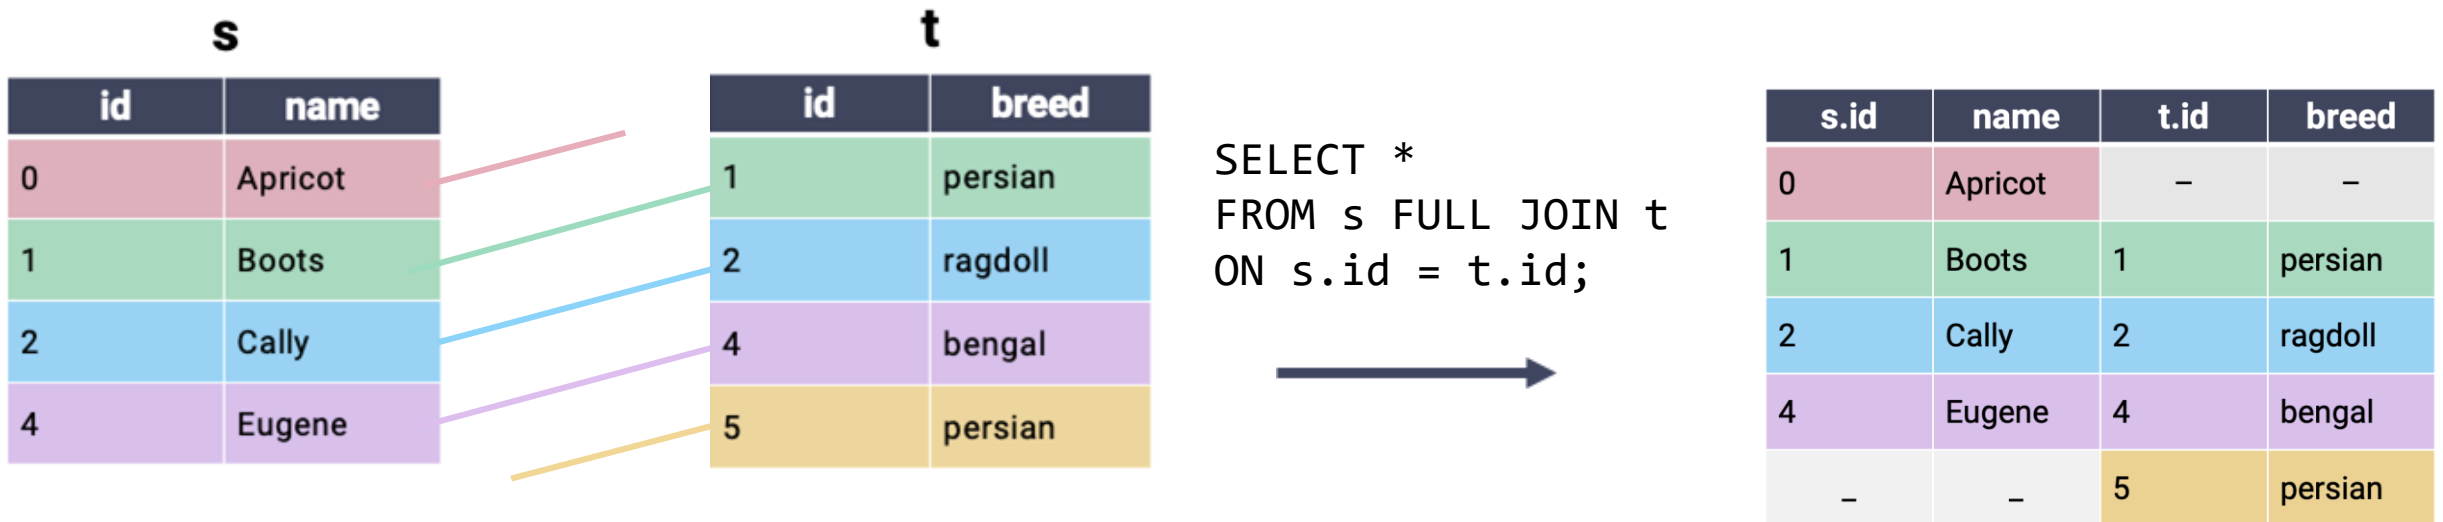 s
id name
0 Apricot
1 Boots
2 Cally
4 Eugene
t
id breed
1 persian
2 ragdoll
4 bengal
5 persian
SELECT *
FROM s FULL JOIN t
ON s.id = t.id;
s.id name t.id breed
0 Apricot – –
1 Boots 1 persian
2 Cally 2 ragdoll
4 Eugene 4 bengal
– – 5 persian